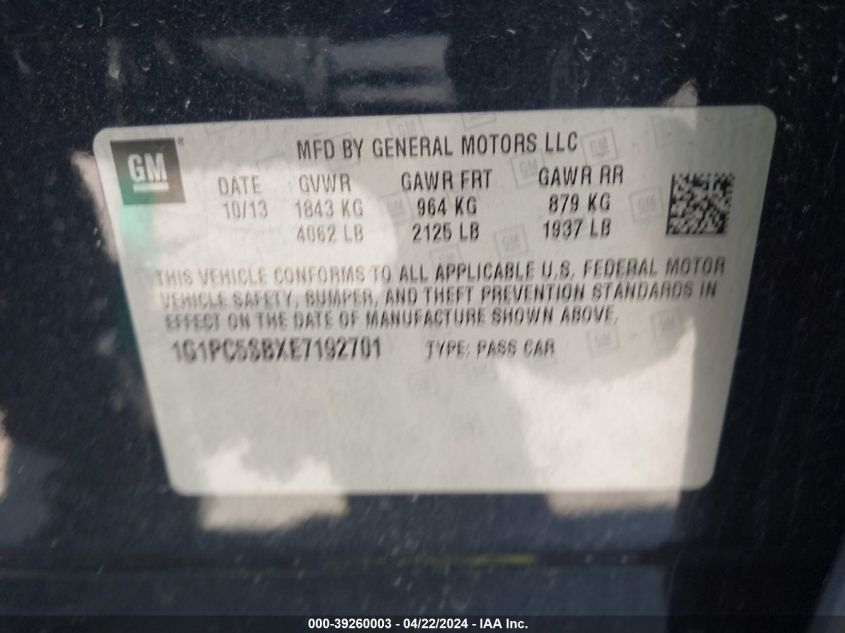 GM
MFD BY GENERAL MOTORS LLC
DATE GVWR GAWR FRT GAWR RR
10/13 1843 KG 964 KG 879 KG
4062 LB 2125 LB 1937 LB
THIS VEHICLE CONFORMS TO ALL APPLICABLE U.S. FEDERAL MOTOR
VEHICLE SAFETY, BUMPER, AND THEFT PREVENTION STANDARDS IN
EFFECT ON THE DATE OF MANUFACTURE SHOWN ABOVE.
1G1PC5SBXE7192701 TYPE: PASS CAR
000-39260003 - 04/22/2024 - IAA Inc.